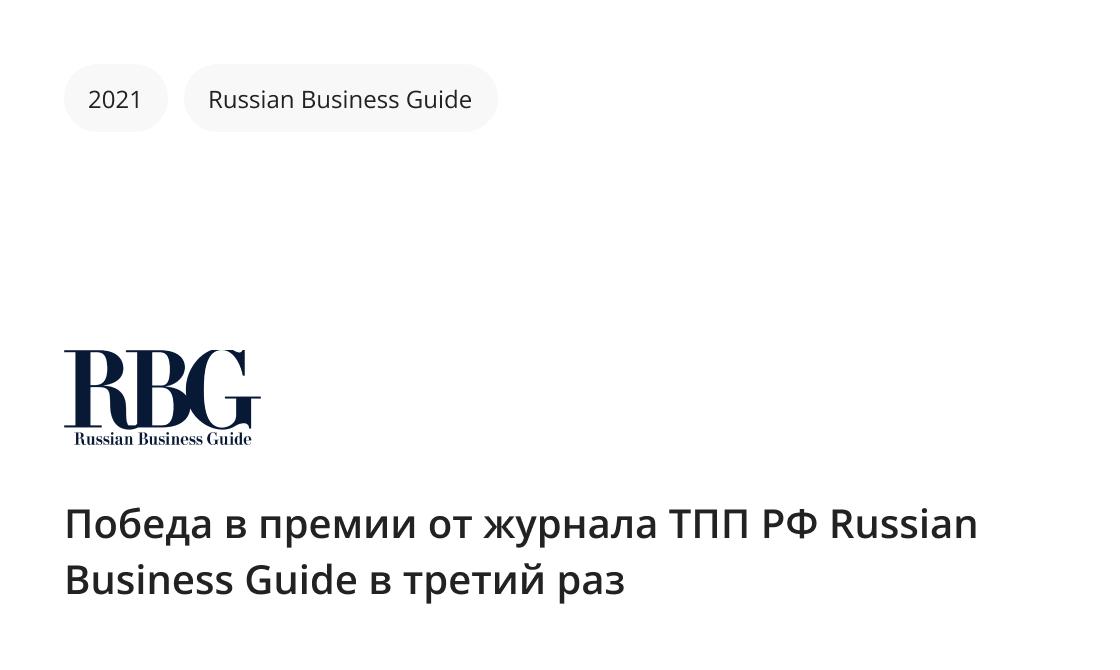 2021
Russian Business Guide
RBG
Russian Business Guide
Победа в премии от журнала ТПП РФ Russian
Business Guide в третий раз